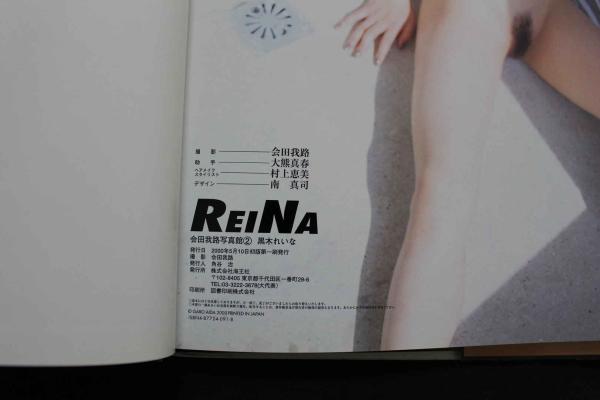 撮　影 ―――― 会田我路
助　手 ―――― 大熊真春
ヘアメイク スタイリスト ―――― 村上恵美
デザイン ―――― 南　真司
REINA
会田我路写真館② 黒木れいな
発行日　2000年5月10日初版第一刷発行
撮　影　会田我路
発行人　角谷　治
発行所　株式会社海王社
〒102-8405 東京都千代田区一番町29-6
TEL.03-3222-3678(大代表)
印刷所　図書印刷株式会社
© GARO AIDA 2000 PRINTED IN JAPAN
ISBN4-87724-091-8